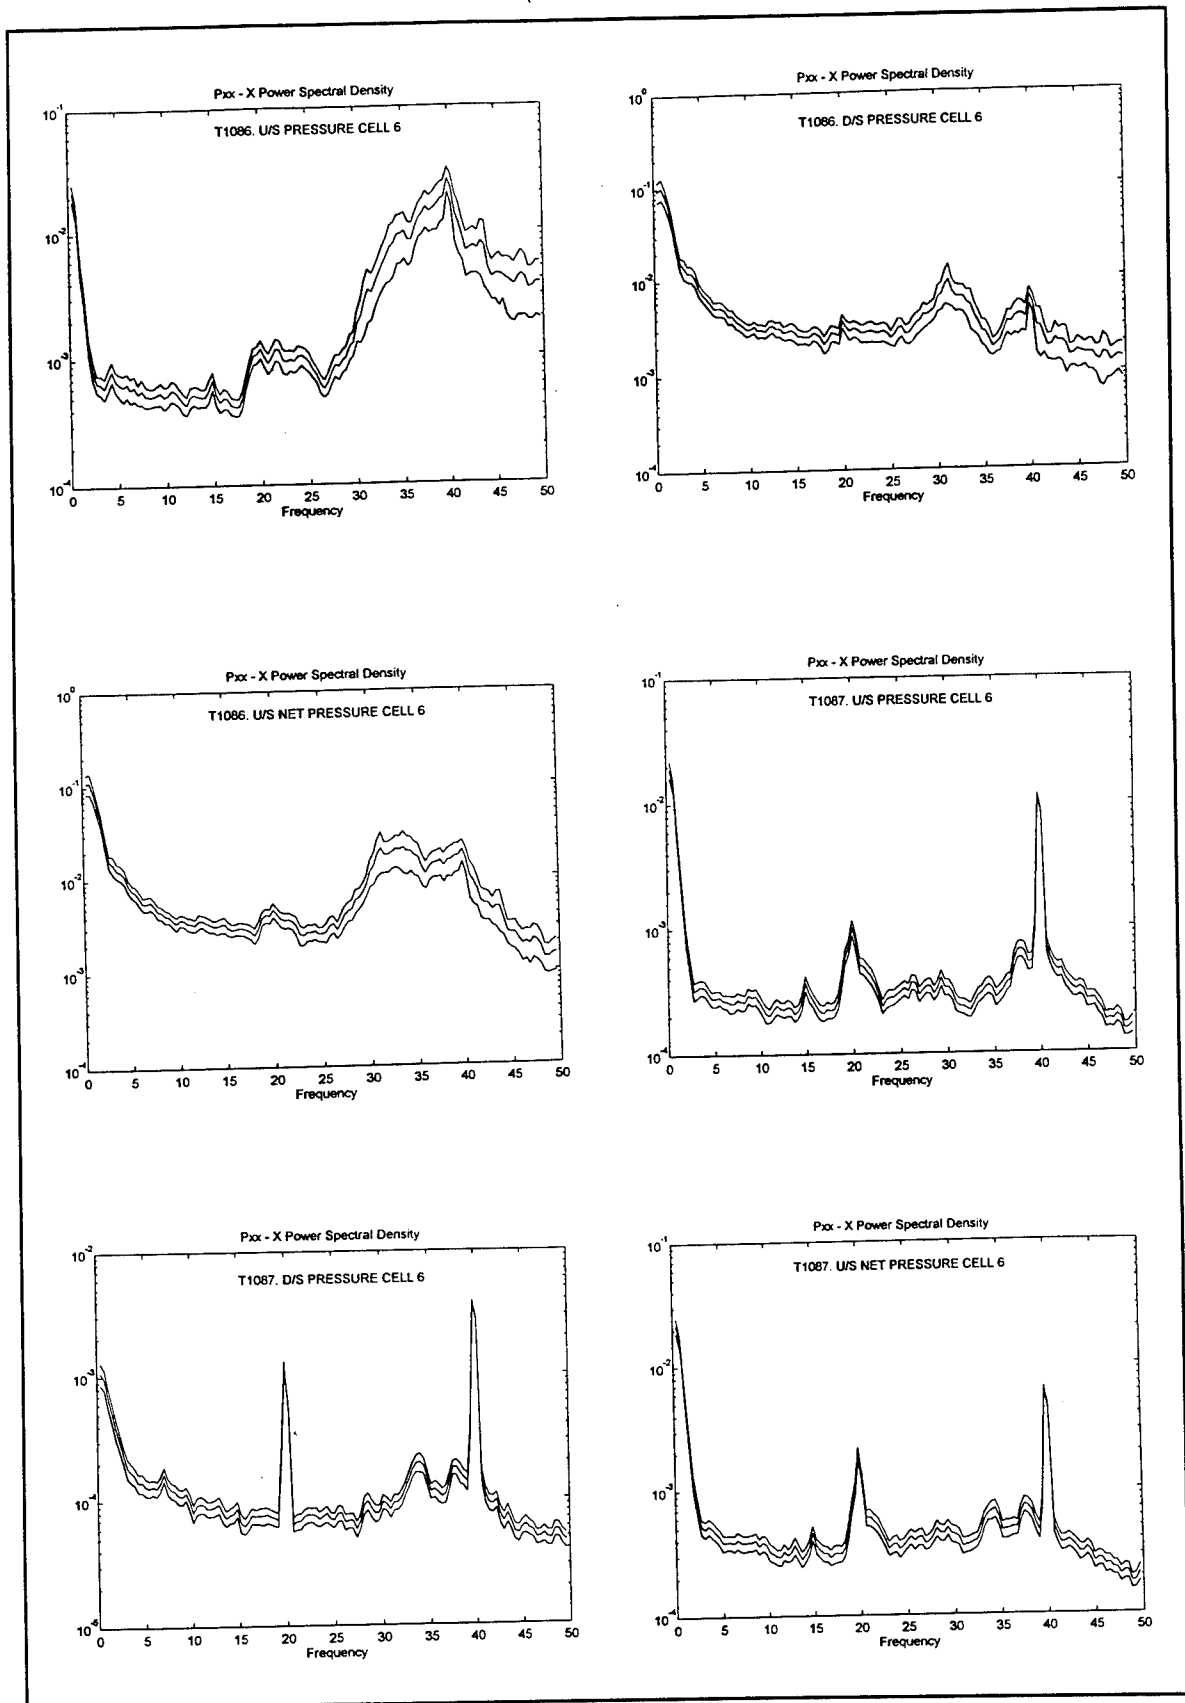 Pxx - X Power Spectral Density
T1086. U/S PRESSURE CELL 6
10-1
10-2
10-3
10-4
0 5 10 15 20 25 30 35 40 45 50
Frequency
Pxx - X Power Spectral Density
T1086. D/S PRESSURE CELL 6
100
10-1
10-2
10-3
10-4
0 5 10 15 20 25 30 35 40 45 50
Frequency
Pxx - X Power Spectral Density
T1086. U/S NET PRESSURE CELL 6
100
10-1
10-2
10-3
10-4
0 5 10 15 20 25 30 35 40 45 50
Frequency
Pxx - X Power Spectral Density
T1087. U/S PRESSURE CELL 6
10-1
10-2
10-3
10-4
0 5 10 15 20 25 30 35 40 45 50
Frequency
Pxx - X Power Spectral Density
T1087. D/S PRESSURE CELL 6
10-2
10-3
10-4
10-5
0 5 10 15 20 25 30 35 40 45 50
Frequency
Pxx - X Power Spectral Density
T1087. U/S NET PRESSURE CELL 6
10-1
10-2
10-3
10-4
0 5 10 15 20 25 30 35 40 45 50
Frequency